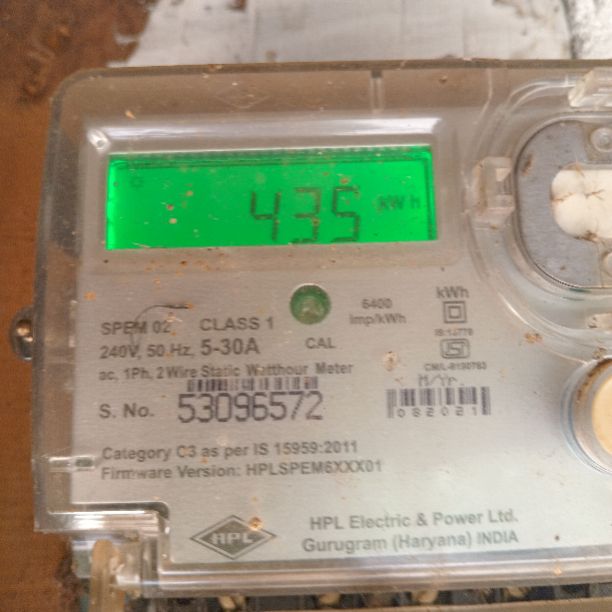 435 kWh
6400
imp/kWh
kWh
SPEM 02 CLASS 1
240V, 50 Hz, 5-30A CAL
ac, 1Ph, 2 Wire Static Watthour Meter
M/Yr.
S. No. 53096572
082021
Category C3 as per IS 15959:2011
Firmware Version: HPLSPEM6XXX01
HPL
HPL Electric & Power Ltd.
Gurugram (Haryana) INDIA